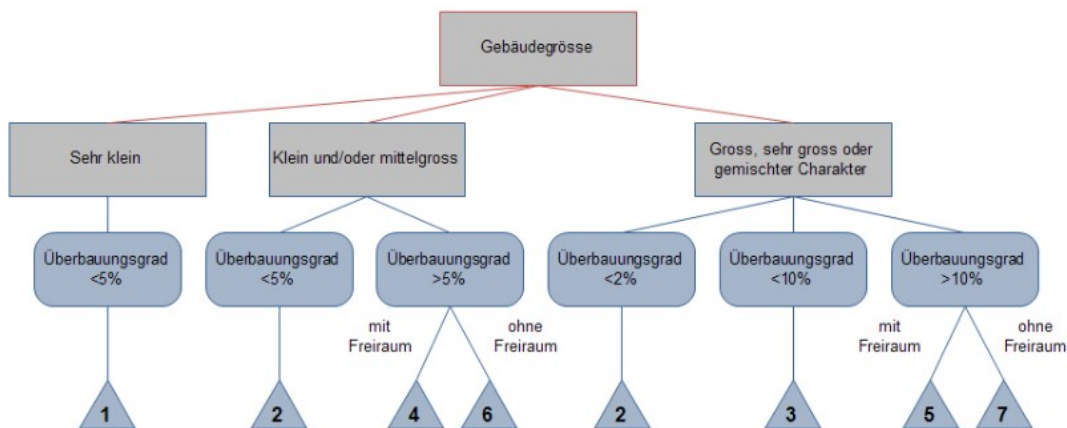 Gebäudegrösse
Sehr klein
Klein und/oder mittelgross
Gross, sehr gross oder
gemischter Charakter
Überbauungsgrad
<5%
Überbauungsgrad
<5%
Überbauungsgrad
>5%
Überbauungsgrad
<2%
Überbauungsgrad
<10%
Überbauungsgrad
>10%
mit
Freiraum
ohne
Freiraum
mit
Freiraum
ohne
Freiraum
1
2
4
6
2
3
5
7